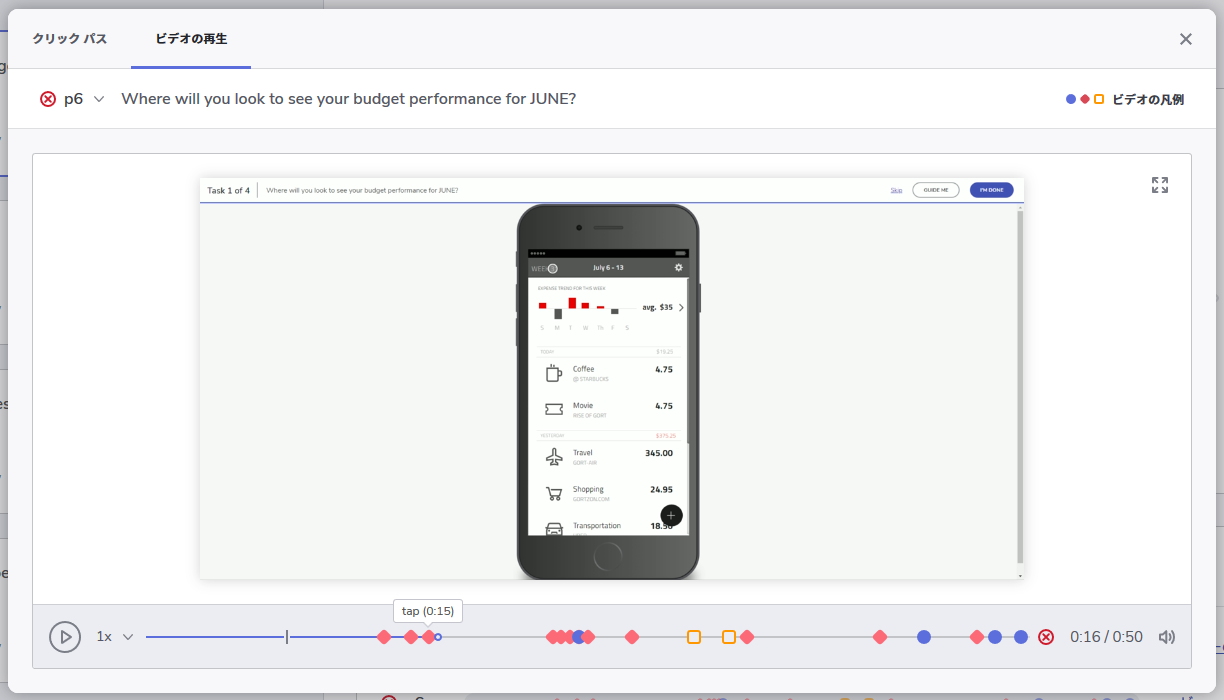 クリック パス
ビデオの再生
p6
Where will you look to see your budget performance for JUNE?
ビデオの凡例
Task 1 of 4
Where will you look to see your budget performance for JUNE?
Skip
GUIDE ME
I'M DONE
WEEK
July 6 - 13
EXPENSE TREND FOR THIS WEEK
avg. $35
S M T W Th F S
TODAY $15.25
Coffee 4.75
@ STARBUCKS
Movie 4.75
RISE OF GORT
YESTERDAY $375.25
Travel 345.00
GORT-AIR
Shopping 24.95
GORTZON.COM
+
Transportation 18.50
tap (0:15)
1x
0:16 / 0:50